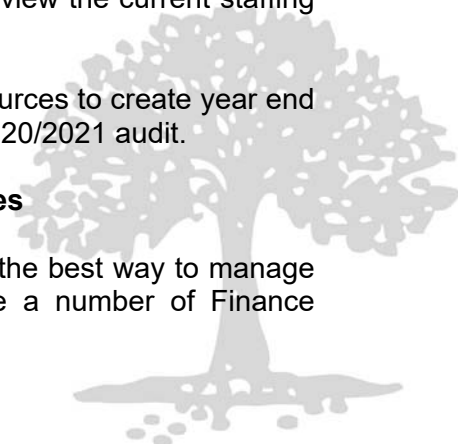 view the current staffing
urces to create year end
20/2021 audit.
es
the best way to manage
a number of Finance